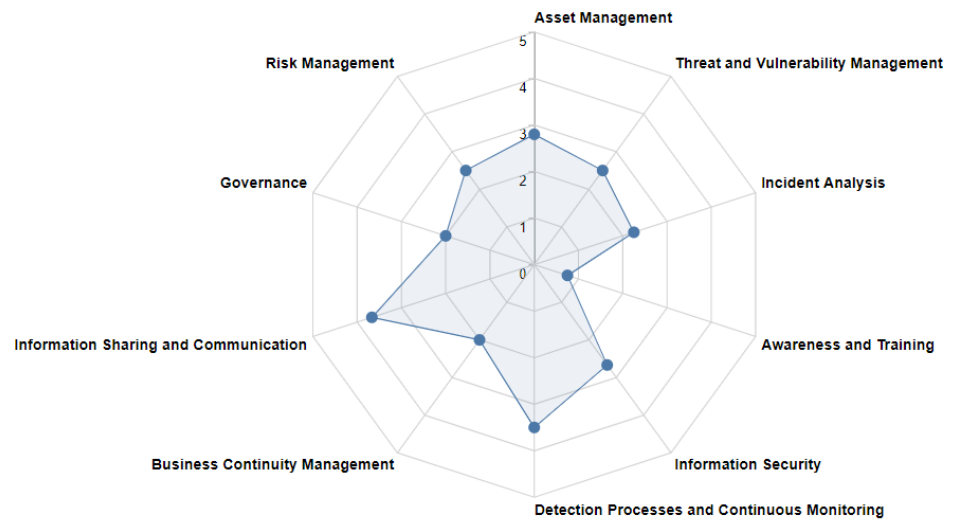 Asset Management
5
Risk Management
Threat and Vulnerability Management
4
3
Governance
Incident Analysis
2
1
0
Information Sharing and Communication
Awareness and Training
Business Continuity Management
Information Security
Detection Processes and Continuous Monitoring